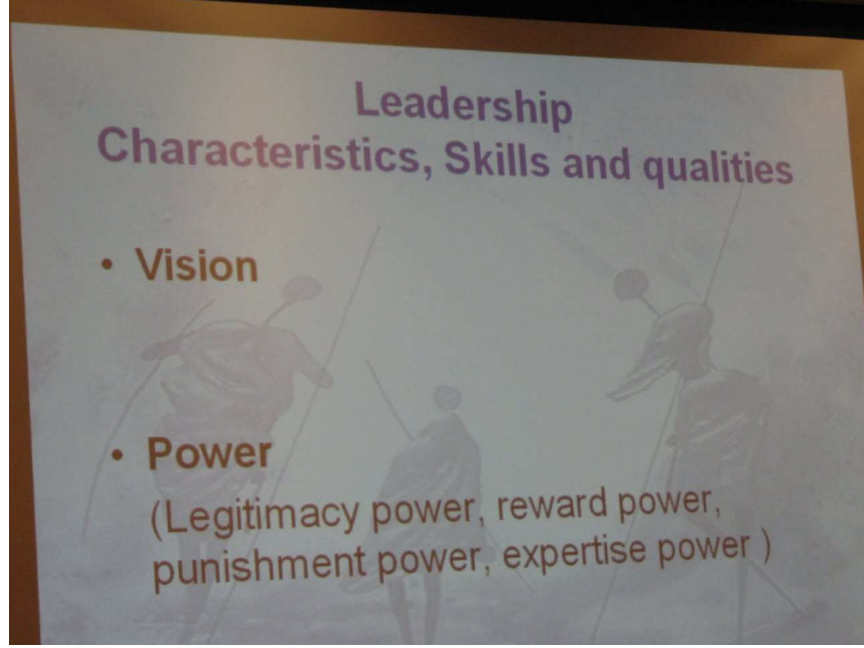 Leadership
Characteristics, Skills and qualities
• Vision
• Power
(Legitimacy power, reward power,
punishment power, expertise power )